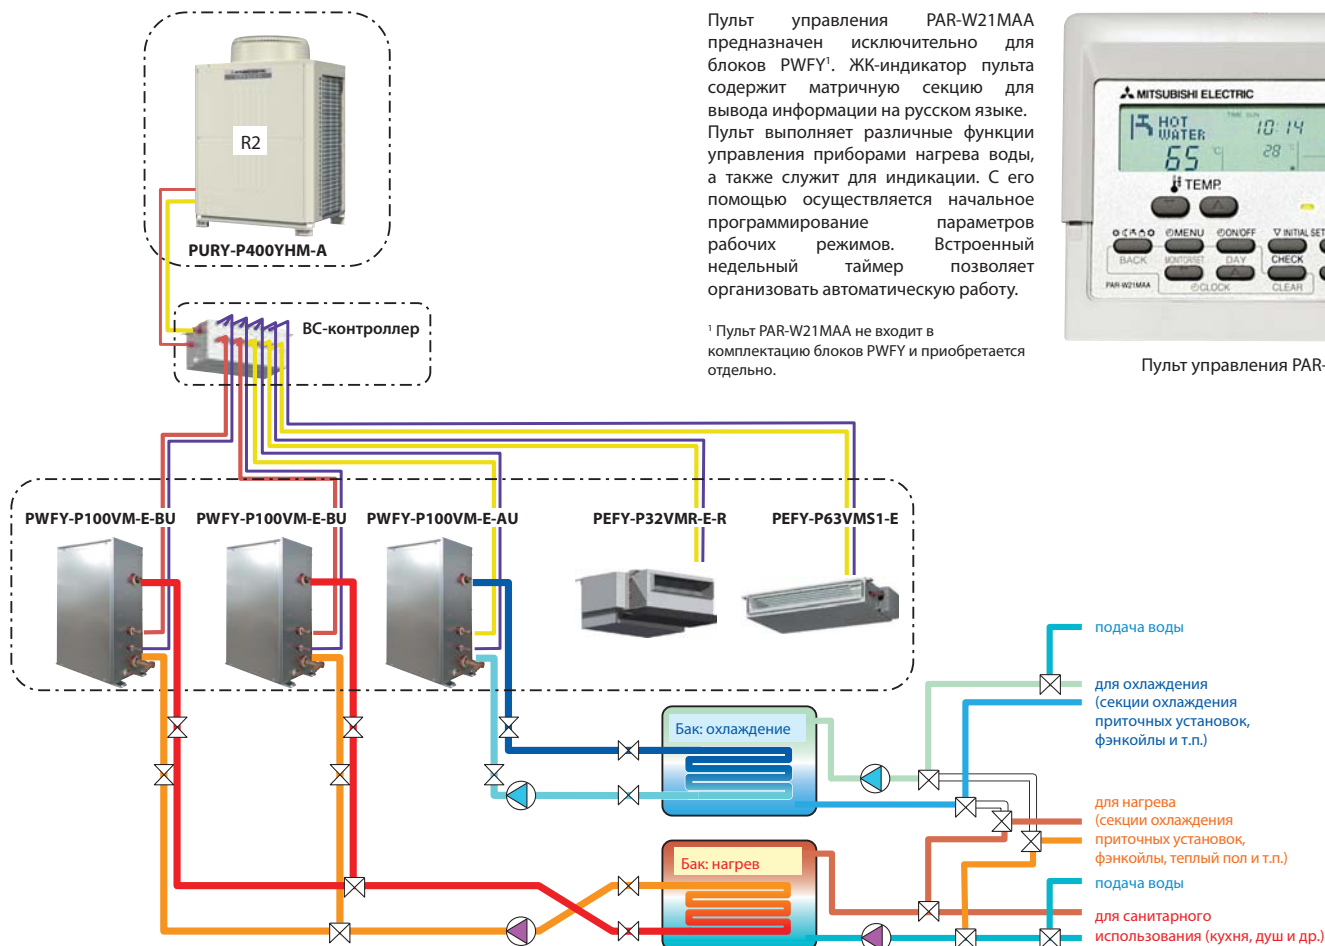 Пульт управления PAR-W21MAA
предназначен исключительно для
блоков PWFY¹. ЖК-индикатор пульта
содержит матричную секцию для
вывода информации на русском языке.
Пульт выполняет различные функции
управления приборами нагрева воды,
а также служит для индикации. С его
помощью осуществляется начальное
программирование параметров
рабочих режимов. Встроенный
недельный таймер позволяет
организовать автоматическую работу.
¹ Пульт PAR-W21MAA не входит в
комплектацию блоков PWFY и приобретается
отдельно.
MITSUBISHI ELECTRIC
HOT
WATER
TIME SUN
10:14
65 °C
28 °C
TEMP.
MENU
ON/OFF
INITIAL SET
BACK
MONITOR/SET
DAY
CHECK
PAR-W21MAA
CLOCK
CLEAR
Пульт управления PAR-
R2
PURY-P400YHM-A
BC-контроллер
PWFY-P100VM-E-BU
PWFY-P100VM-E-BU
PWFY-P100VM-E-AU
PEFY-P32VMR-E-R
PEFY-P63VMS1-E
Бак: охлаждение
Бак: нагрев
подача воды
для охлаждения
(секции охлаждения
приточных установок,
фэнкойлы и т.п.)
для нагрева
(секции охлаждения
приточных установок,
фэнкойлы, теплый пол и т.п.)
подача воды
для санитарного
использования (кухня, душ и др.)